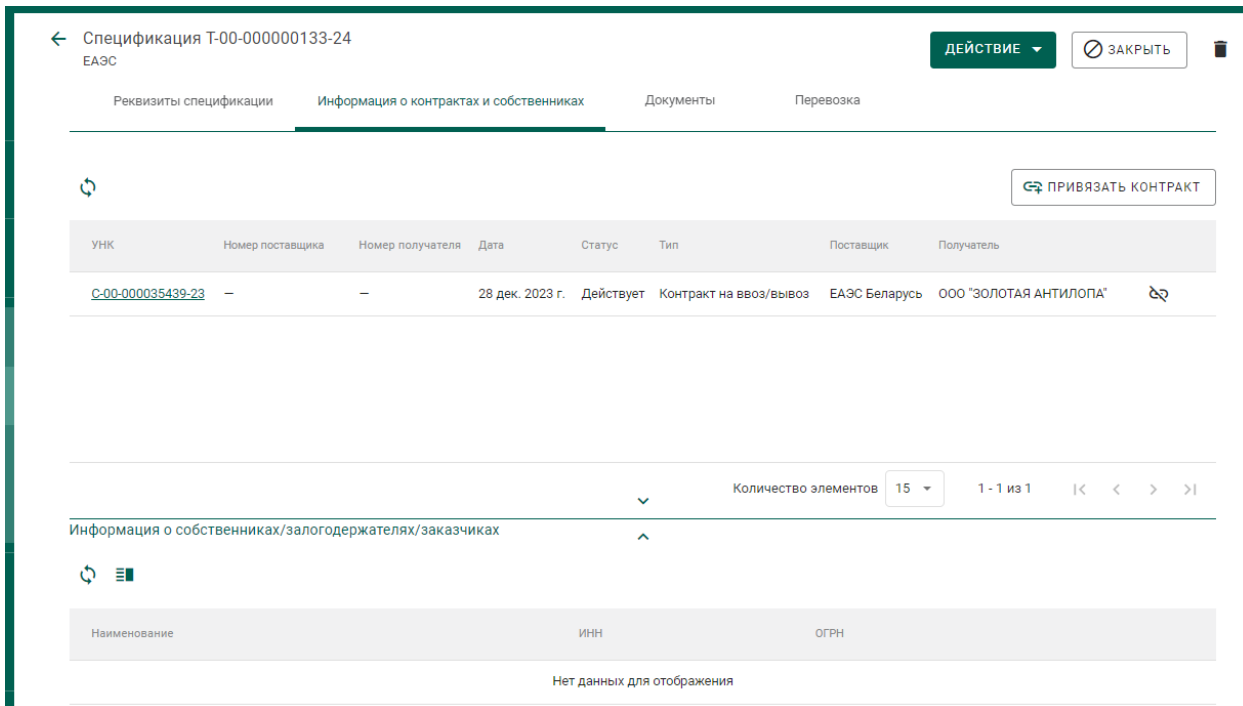 Спецификация Т-00-000000133-24
ЕАЭС
ДЕЙСТВИЕ
ЗАКРЫТЬ
Реквизиты спецификации Информация о контрактах и собственниках Документы Перевозка
ПРИВЯЗАТЬ КОНТРАКТ
УНК Номер поставщика Номер получателя Дата Статус Тип Поставщик Получатель
С-00-000035439-23 — — 28 дек. 2023 г. Действует Контракт на ввоз/вывоз ЕАЭС Беларусь ООО "ЗОЛОТАЯ АНТИЛОПА"
Количество элементов 15 1 - 1 из 1
Информация о собственниках/залогодержателях/заказчиках
Наименование ИНН ОГРН
Нет данных для отображения